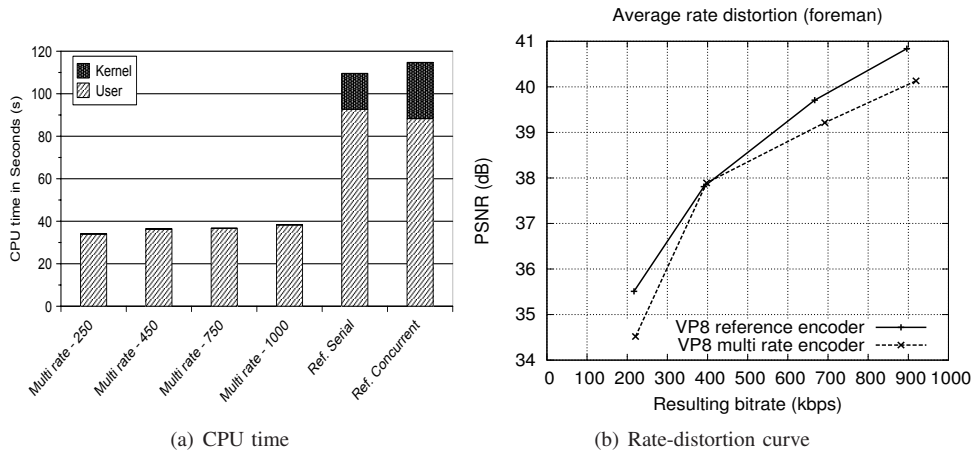 120
100
80
60
40
20
0
CPU time in Seconds (s)
Kernel
User
Multi rate - 250
Multi rate - 450
Multi rate - 750
Multi rate - 1000
Ref. Serial
Ref. Concurrent
(a) CPU time
Average rate distortion (foreman)
41
40
39
38
37
36
35
34
PSNR (dB)
VP8 reference encoder
VP8 multi rate encoder
0 100 200 300 400 500 600 700 800 900 1000
Resulting bitrate (kbps)
(b) Rate-distortion curve